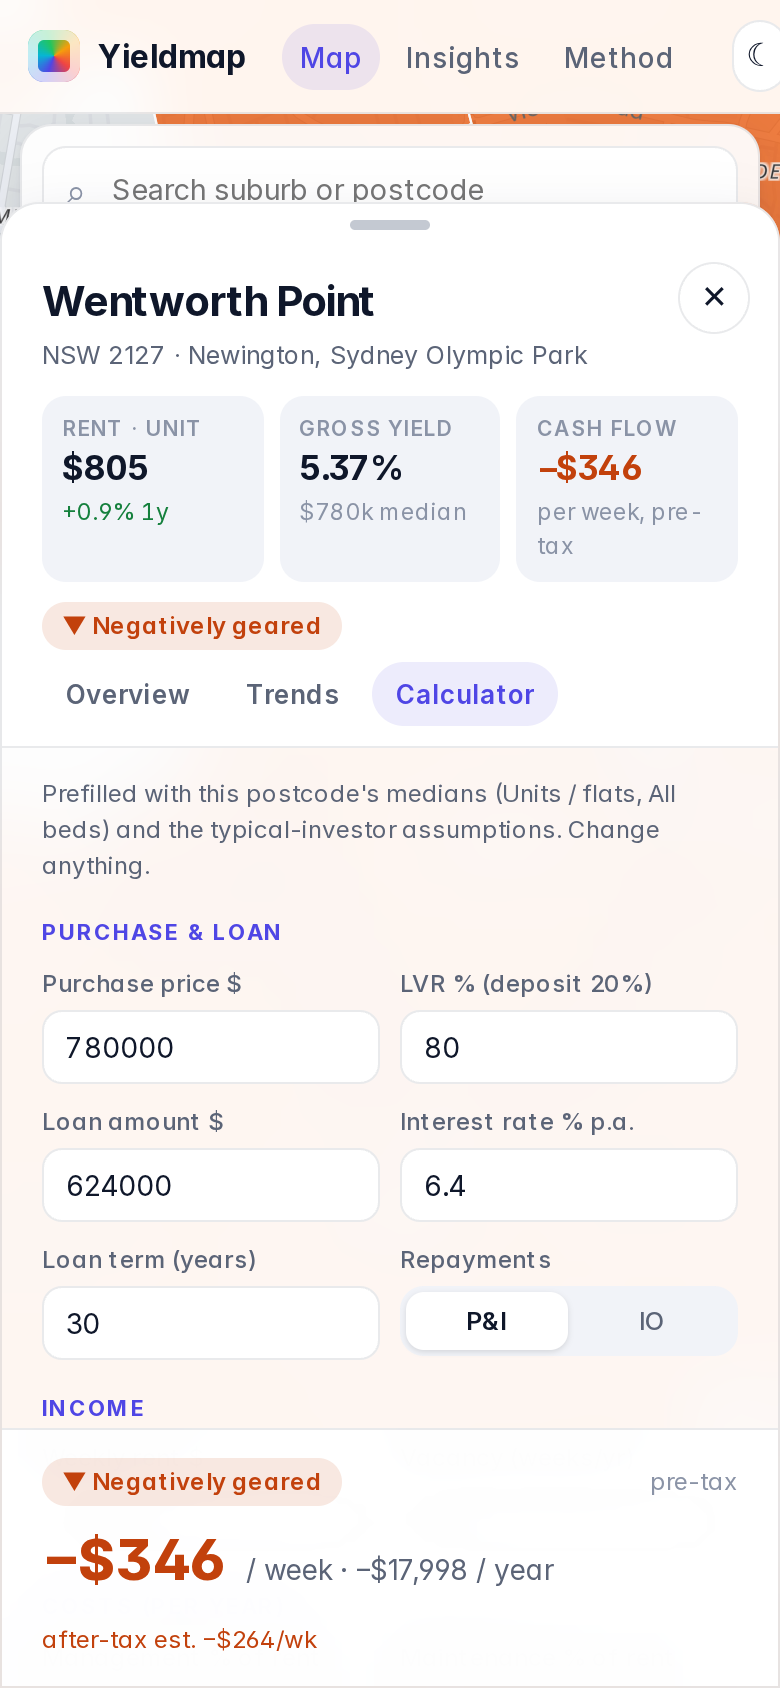 Yieldmap Map Insights Method
Search suburb or postcode
Wentworth Point
NSW 2127 · Newington, Sydney Olympic Park
RENT · UNIT
$805
+0.9% 1y
GROSS YIELD
5.37%
$780k median
CASH FLOW
−$346
per week, pre-
tax
▼ Negatively geared
Overview Trends Calculator
Prefilled with this postcode's medians (Units / flats, All
beds) and the typical-investor assumptions. Change
anything.
PURCHASE & LOAN
Purchase price $
780000
LVR % (deposit 20%)
80
Loan amount $
624000
Interest rate % p.a.
6.4
Loan term (years)
30
Repayments
P&I IO
INCOME
▼ Negatively geared
pre-tax
−$346 / week · −$17,998 / year
after-tax est. −$264/wk